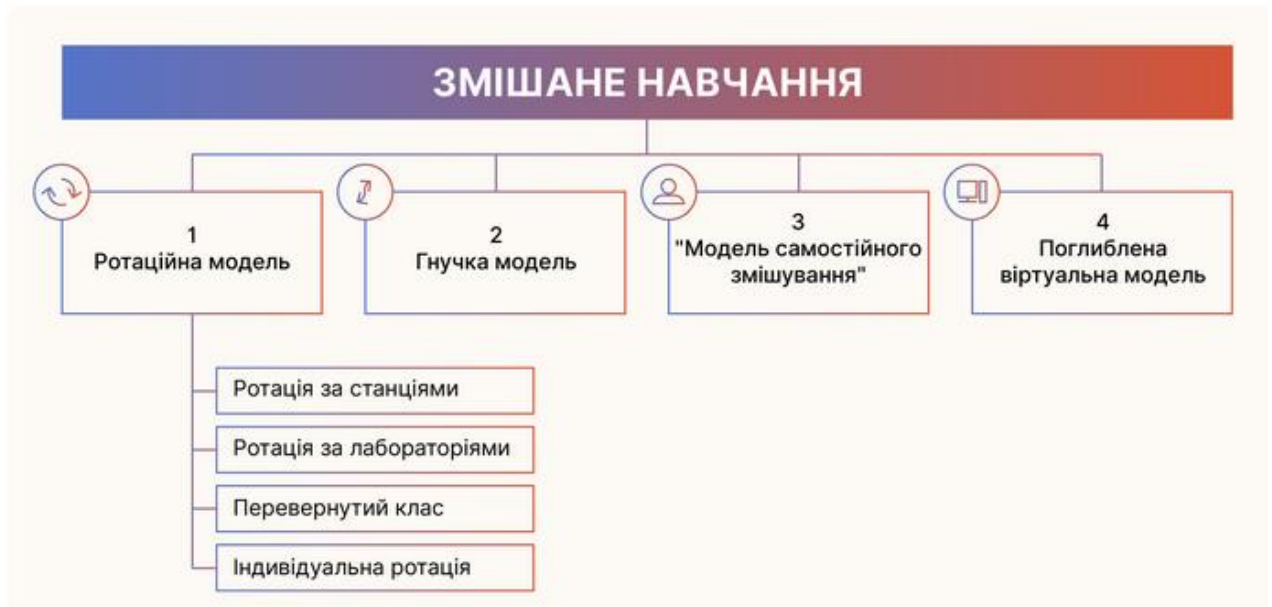 ЗМІШАНЕ НАВЧАННЯ
1
Ротаційна модель
2
Гнучка модель
3
"Модель самостійного
змішування"
4
Поглиблена
віртуальна модель
Ротація за станціями
Ротація за лабораторіями
Перевернутий клас
Індивідуальна ротація